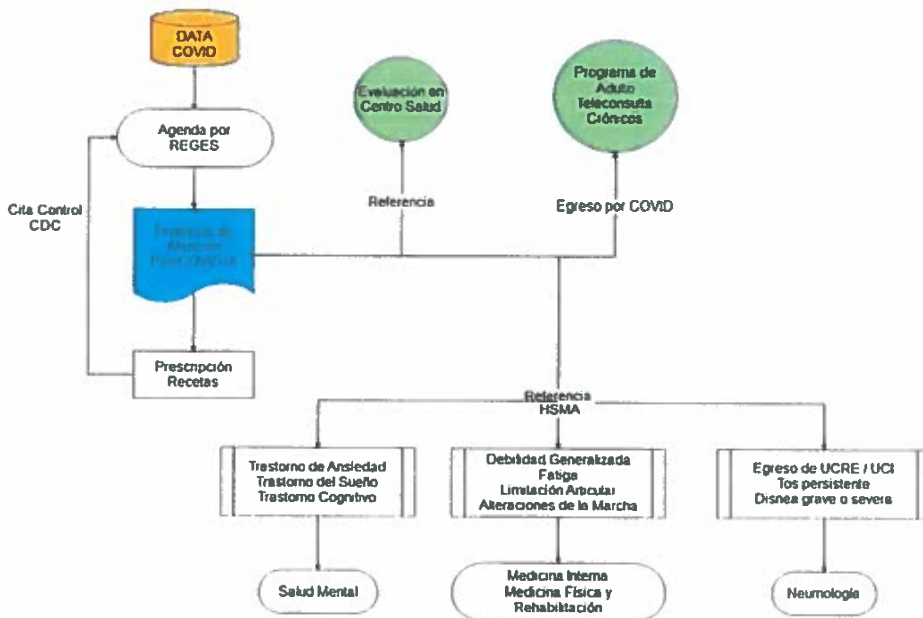 DATA
COVID
Evaluación en
Centro Salud
Programa de
Adulto
Teleconsulta
Crónicos
Agenda por
REGES
Cita Control
CDC
Referencia
Egreso por COVID
Atención
Prescripción
Recetas
Referencia
HSMA
Trastorno de Ansiedad
Trastorno del Sueño
Trastorno Cognitivo
Debilidad Generalizada
Fatiga
Limitación Articular
Alteraciones de la Marcha
Egreso de UCRE / UCI
Tos persistente
Disnea grave o severa
Salud Mental
Medicina Interna
Medicina Física y
Rehabilitación
Neumología